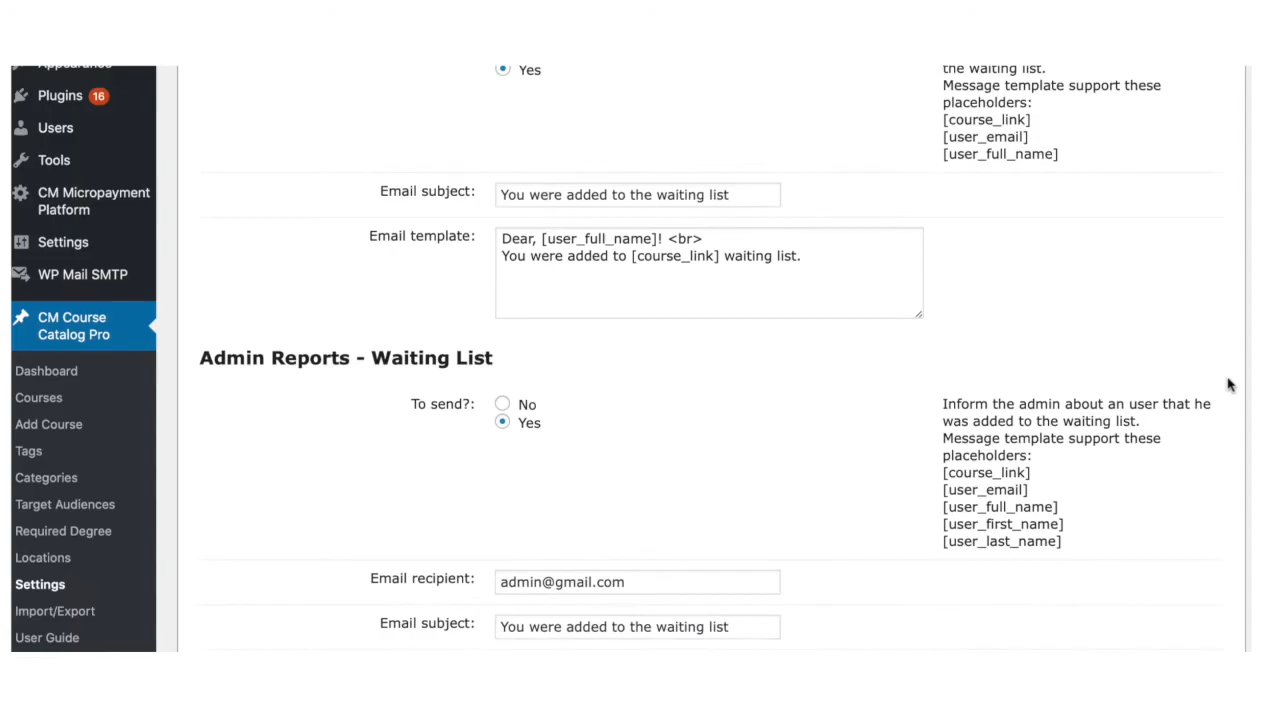 Appearance
Plugins 16
Users
Tools
CM Micropayment
Platform
Settings
WP Mail SMTP
CM Course
Catalog Pro
Dashboard
Courses
Add Course
Tags
Categories
Target Audiences
Required Degree
Locations
Settings
Import/Export
User Guide
Yes
the waiting list.
Message template support these
placeholders:
[course_link]
[user_email]
[user_full_name]
Email subject: You were added to the waiting list
Email template: Dear, [user_full_name]! <br>
You were added to [course_link] waiting list.
Admin Reports - Waiting List
To send?: No
Yes
Inform the admin about an user that he
was added to the waiting list.
Message template support these
placeholders:
[course_link]
[user_email]
[user_full_name]
[user_first_name]
[user_last_name]
Email recipient: admin@gmail.com
Email subject: You were added to the waiting list